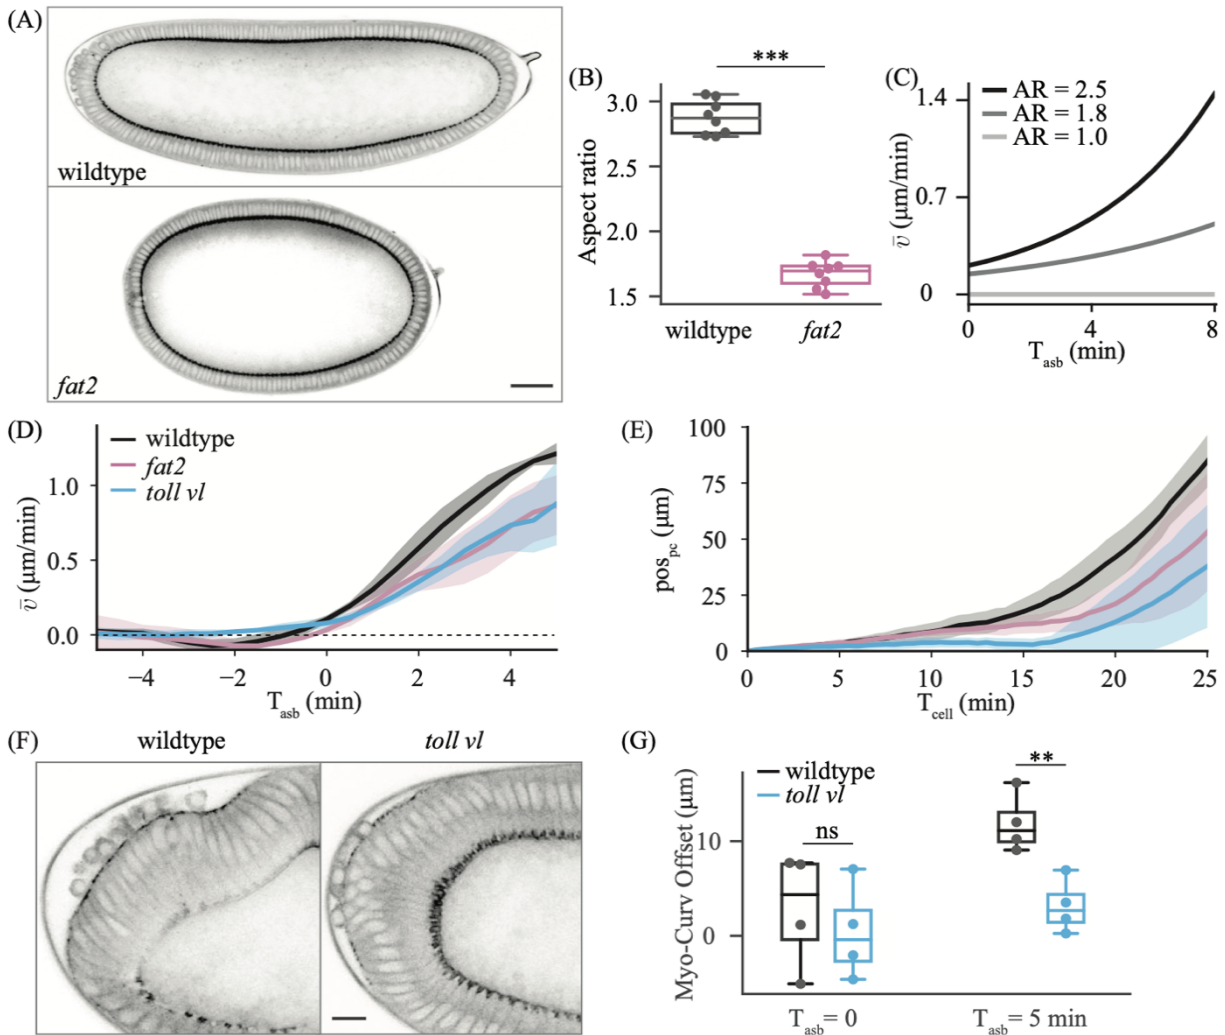 (A)
wildtype
fat2
(B)
***
Aspect ratio
3.0
2.5
2.0
1.5
wildtype
fat2
(C)
AR = 2.5
AR = 1.8
AR = 1.0
v̄ (μm/min)
1.4
0.7
0
0
4
8
T_asb (min)
(D)
wildtype
fat2
toll vl
v̄ (μm/min)
1.0
0.5
0.0
−4
−2
0
2
4
T_asb (min)
(E)
pos_pc (μm)
100
75
50
25
0
0
5
10
15
20
25
T_cell (min)
(F)
wildtype
toll vl
(G)
wildtype
toll vl
**
ns
Myo-Curv Offset (μm)
10
0
T_asb = 0
T_asb = 5 min